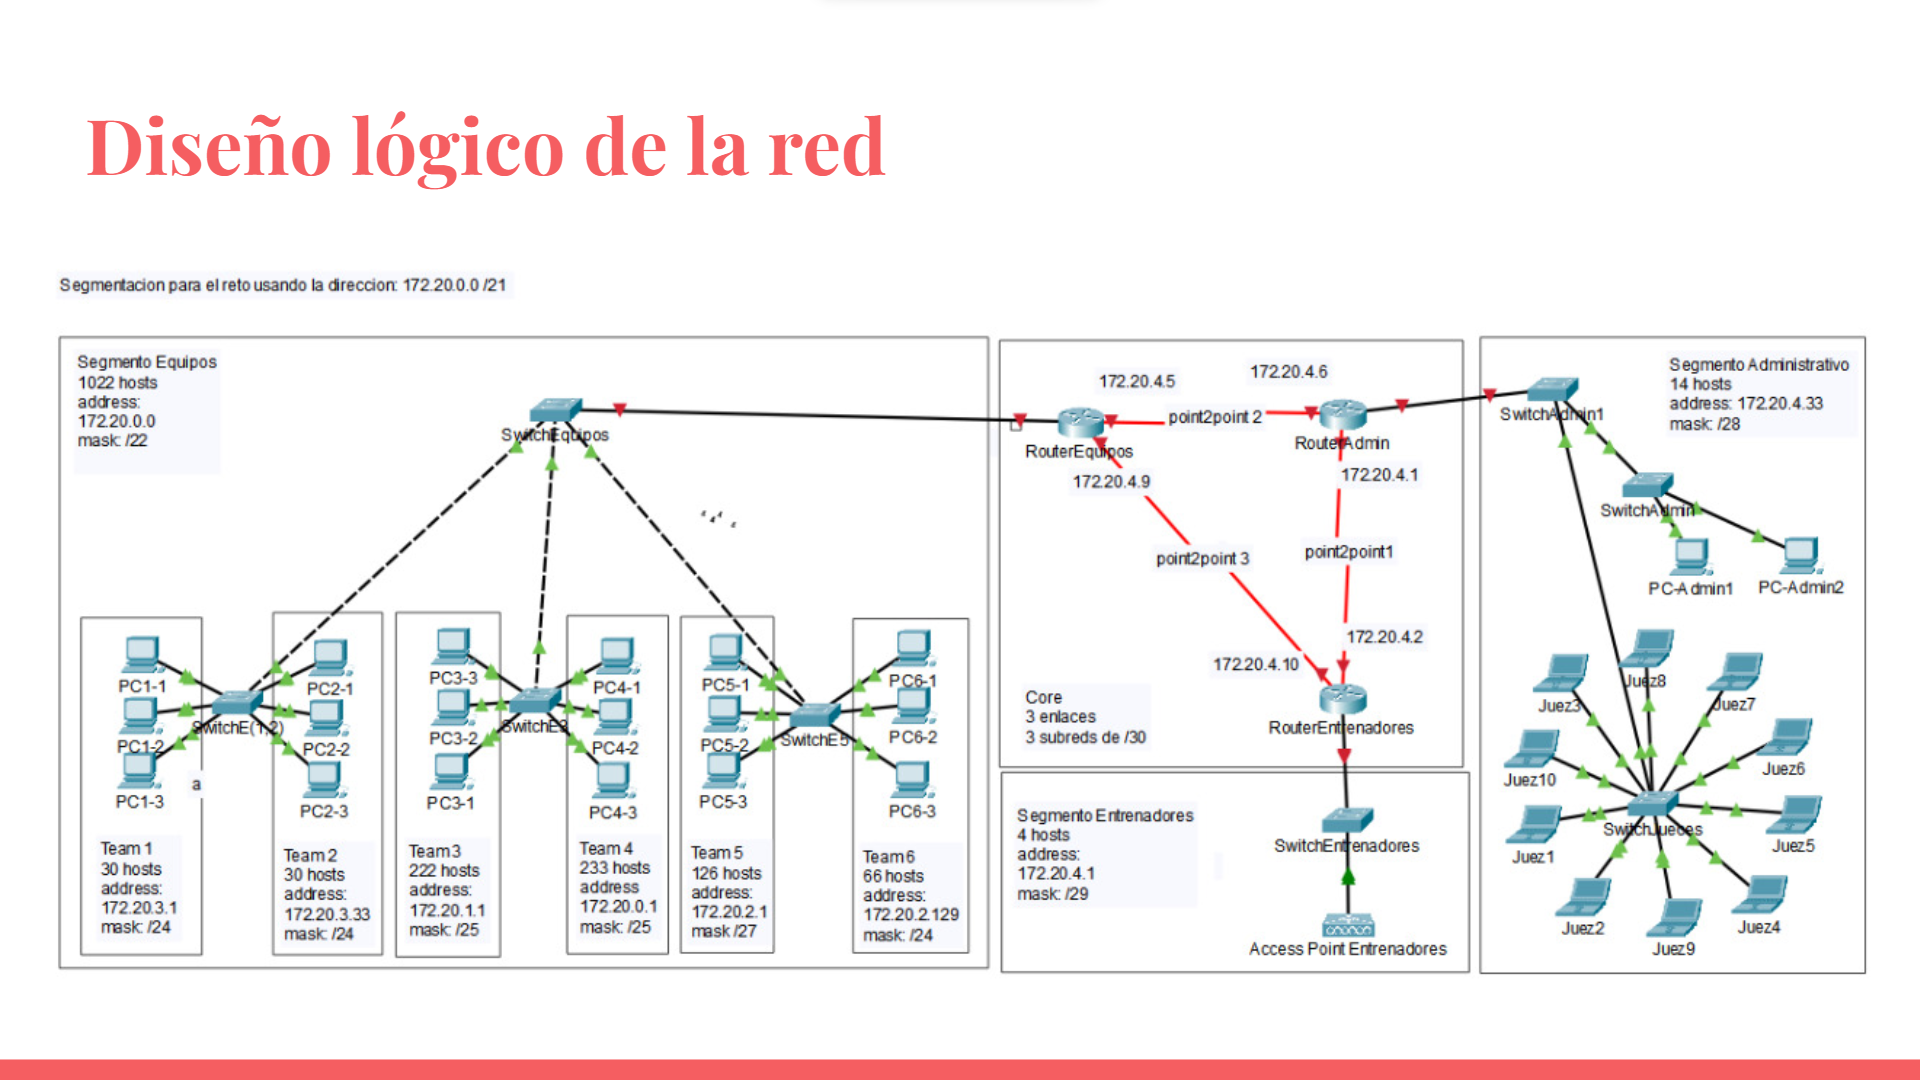 Diseño lógico de la red
Segmentacion para el reto usando la direccion: 172.20.0.0 /21
Segmento Equipos
1022 hosts
address:
172.20.0.0
mask: /22
SwitchEquipos
PC1-1
PC1-2
PC1-3
SwitchE(1,2)
PC2-1
PC2-2
PC2-3
a
PC3-3
PC3-2
PC3-1
SwitchE3
PC4-1
PC4-2
PC4-3
PC5-1
PC5-2
PC5-3
SwitchE5
PC6-1
PC6-2
PC6-3
Team 1
30 hosts
address:
172.20.3.1
mask: /24
Team 2
30 hosts
address:
172.20.3.33
mask: /24
Team 3
222 hosts
address:
172.20.1.1
mask: /25
Team 4
233 hosts
address
172.20.0.1
mask: /25
Team 5
126 hosts
address:
172.20.2.1
mask /27
Team 6
66 hosts
address:
172.20.2.129
mask: /24
172.20.4.5
172.20.4.6
point2point 2
RouterEquipos
RouterAdmin
172.20.4.9
172.20.4.1
point2point 3
point2point1
172.20.4.2
172.20.4.10
Core
3 enlaces
3 subreds de /30
RouterEntrenadores
Segmento Entrenadores
4 hosts
address:
172.20.4.1
mask: /29
SwitchEntrenadores
Access Point Entrenadores
Segmento Administrativo
14 hosts
address: 172.20.4.33
mask: /28
SwitchAdmin1
SwitchAdmin
PC-Admin1
PC-Admin2
Juez8
Juez3
Juez7
Juez10
Juez6
SwitchJueces
Juez1
Juez5
Juez2
Juez9
Juez4